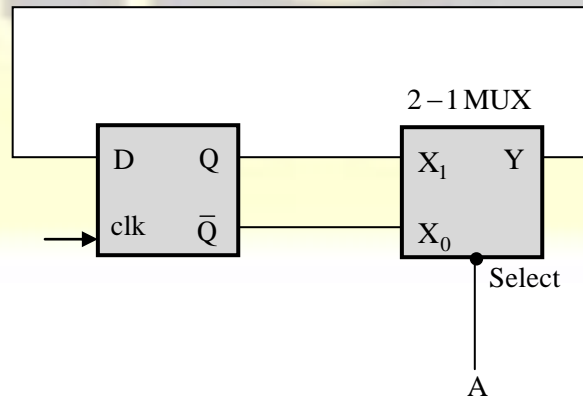 2 – 1 MUX
D Q X₁ Y
clk Q̅ X₀
Select
A